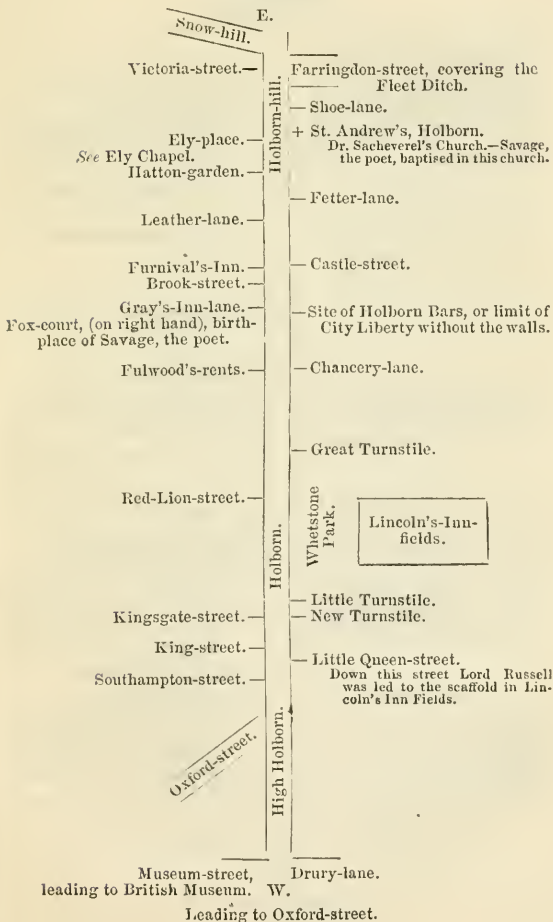 E.
Snow-hill.
Victoria-street.—
Farringdon-street, covering the
Fleet Ditch.
Holborn-hill.
— Shoe-lane.
+ St. Andrew's, Holborn.
Dr. Sacheverel's Church.—Savage,
the poet, baptised in this church.
Ely-place.—
See Ely Chapel.
Hatton-garden.—
— Fetter-lane.
Leather-lane.—
Furnival's-Inn.—
— Castle-street.
Brook-street.—
Gray's-Inn-lane.—
Fox-court, (on right hand), birth-
place of Savage, the poet.
—Site of Holborn Bars, or limit of
City Liberty without the walls.
Fulwood's-rents.—
—Chancery-lane.
— Great Turnstile.
Red-Lion-street.—
Whetstone
Park.
Lincoln's-Inn-
fields.
Holborn.
— Little Turnstile.
Kingsgate-street.—
— New Turnstile.
King-street.—
— Little Queen-street.
Down this street Lord Russell
was led to the scaffold in Lin-
coln's Inn Fields.
Southampton-street.—
Oxford-street.
High Holborn.
Museum-street,
leading to British Museum.
Drury-lane.
W.
Leading to Oxford-street.